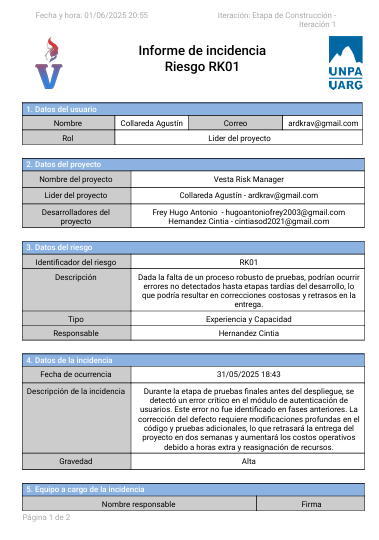 Fecha y hora: 01/06/2025 20:55
Iteración: Etapa de Construcción -
Iteración 1
Informe de incidencia
Riesgo RK01
V
UNPA
UARG
1. Datos del usuario
Nombre Collareda Agustín Correo ardkrav@gmail.com
Rol Lider del proyecto
2. Datos del proyecto
Nombre del proyecto Vesta Risk Manager
Lider del proyecto Collareda Agustín - ardkrav@gmail.com
Desarrolladores del Frey Hugo Antonio - hugoantoniofrey2003@gmail.com
proyecto Hernandez Cintia - cintiasod2021@gmail.com
3. Datos del riesgo
Identificador del riesgo RK01
Descripción Dada la falta de un proceso robusto de pruebas, podrían ocurrir
errores no detectados hasta etapas tardías del desarrollo, lo
que podría resultar en correcciones costosas y retrasos en la
entrega.
Tipo Experiencia y Capacidad
Responsable Hernandez Cintia
4. Datos de la incidencia
Fecha de ocurrencia 31/05/2025 18:43
Descripción de la incidencia Durante la etapa de pruebas finales antes del despliegue, se
detectó un error crítico en el módulo de autenticación de
usuarios. Este error no fue identificado en fases anteriores. La
corrección del defecto requiere modificaciones profundas en el
código y pruebas adicionales, lo que retrasará la entrega del
proyecto en dos semanas y aumentará los costos operativos
debido a horas extra y reasignación de recursos.
Gravedad Alta
5. Equipo a cargo de la incidencia
Nombre responsable Firma
Página 1 de 2